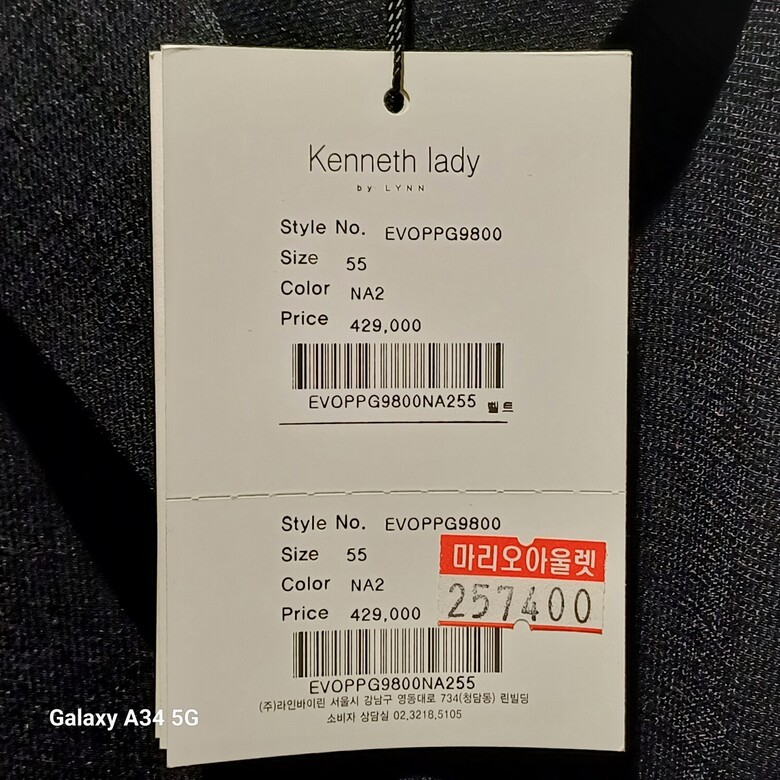 Kenneth lady
by LYNN
Style No. EVOPPG9800
Size 55
Color NA2
Price 429,000
EVOPPG9800NA255 벨트
Style No. EVOPPG9800
Size 55
Color NA2
Price 429,000
마리오아울렛
257400
EVOPPG9800NA255
(주)라인바이린 서울시 강남구 영동대로 734(청담동) 린빌딩
소비자 상담실 02.3218.5105
Galaxy A34 5G